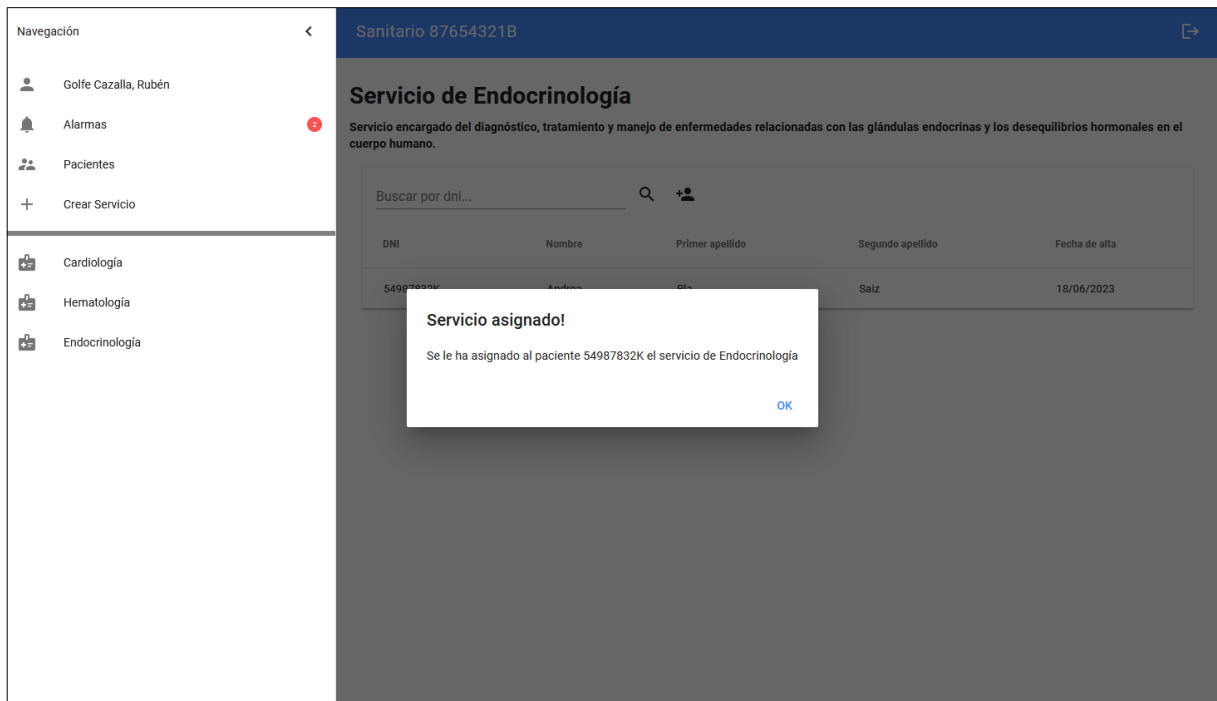 Navegación
Golfe Cazalla, Rubén
Alarmas
2
Pacientes
Crear Servicio
Cardiología
Hematología
Endocrinología
Sanitario 87654321B
Servicio de Endocrinología
Servicio encargado del diagnóstico, tratamiento y manejo de enfermedades relacionadas con las glándulas endocrinas y los desequilibrios hormonales en el
cuerpo humano.
Buscar por dni...
DNI Nombre Primer apellido Segundo apellido Fecha de alta
54987832K Andrea Pla Saiz 18/06/2023
Servicio asignado!
Se le ha asignado al paciente 54987832K el servicio de Endocrinología
OK